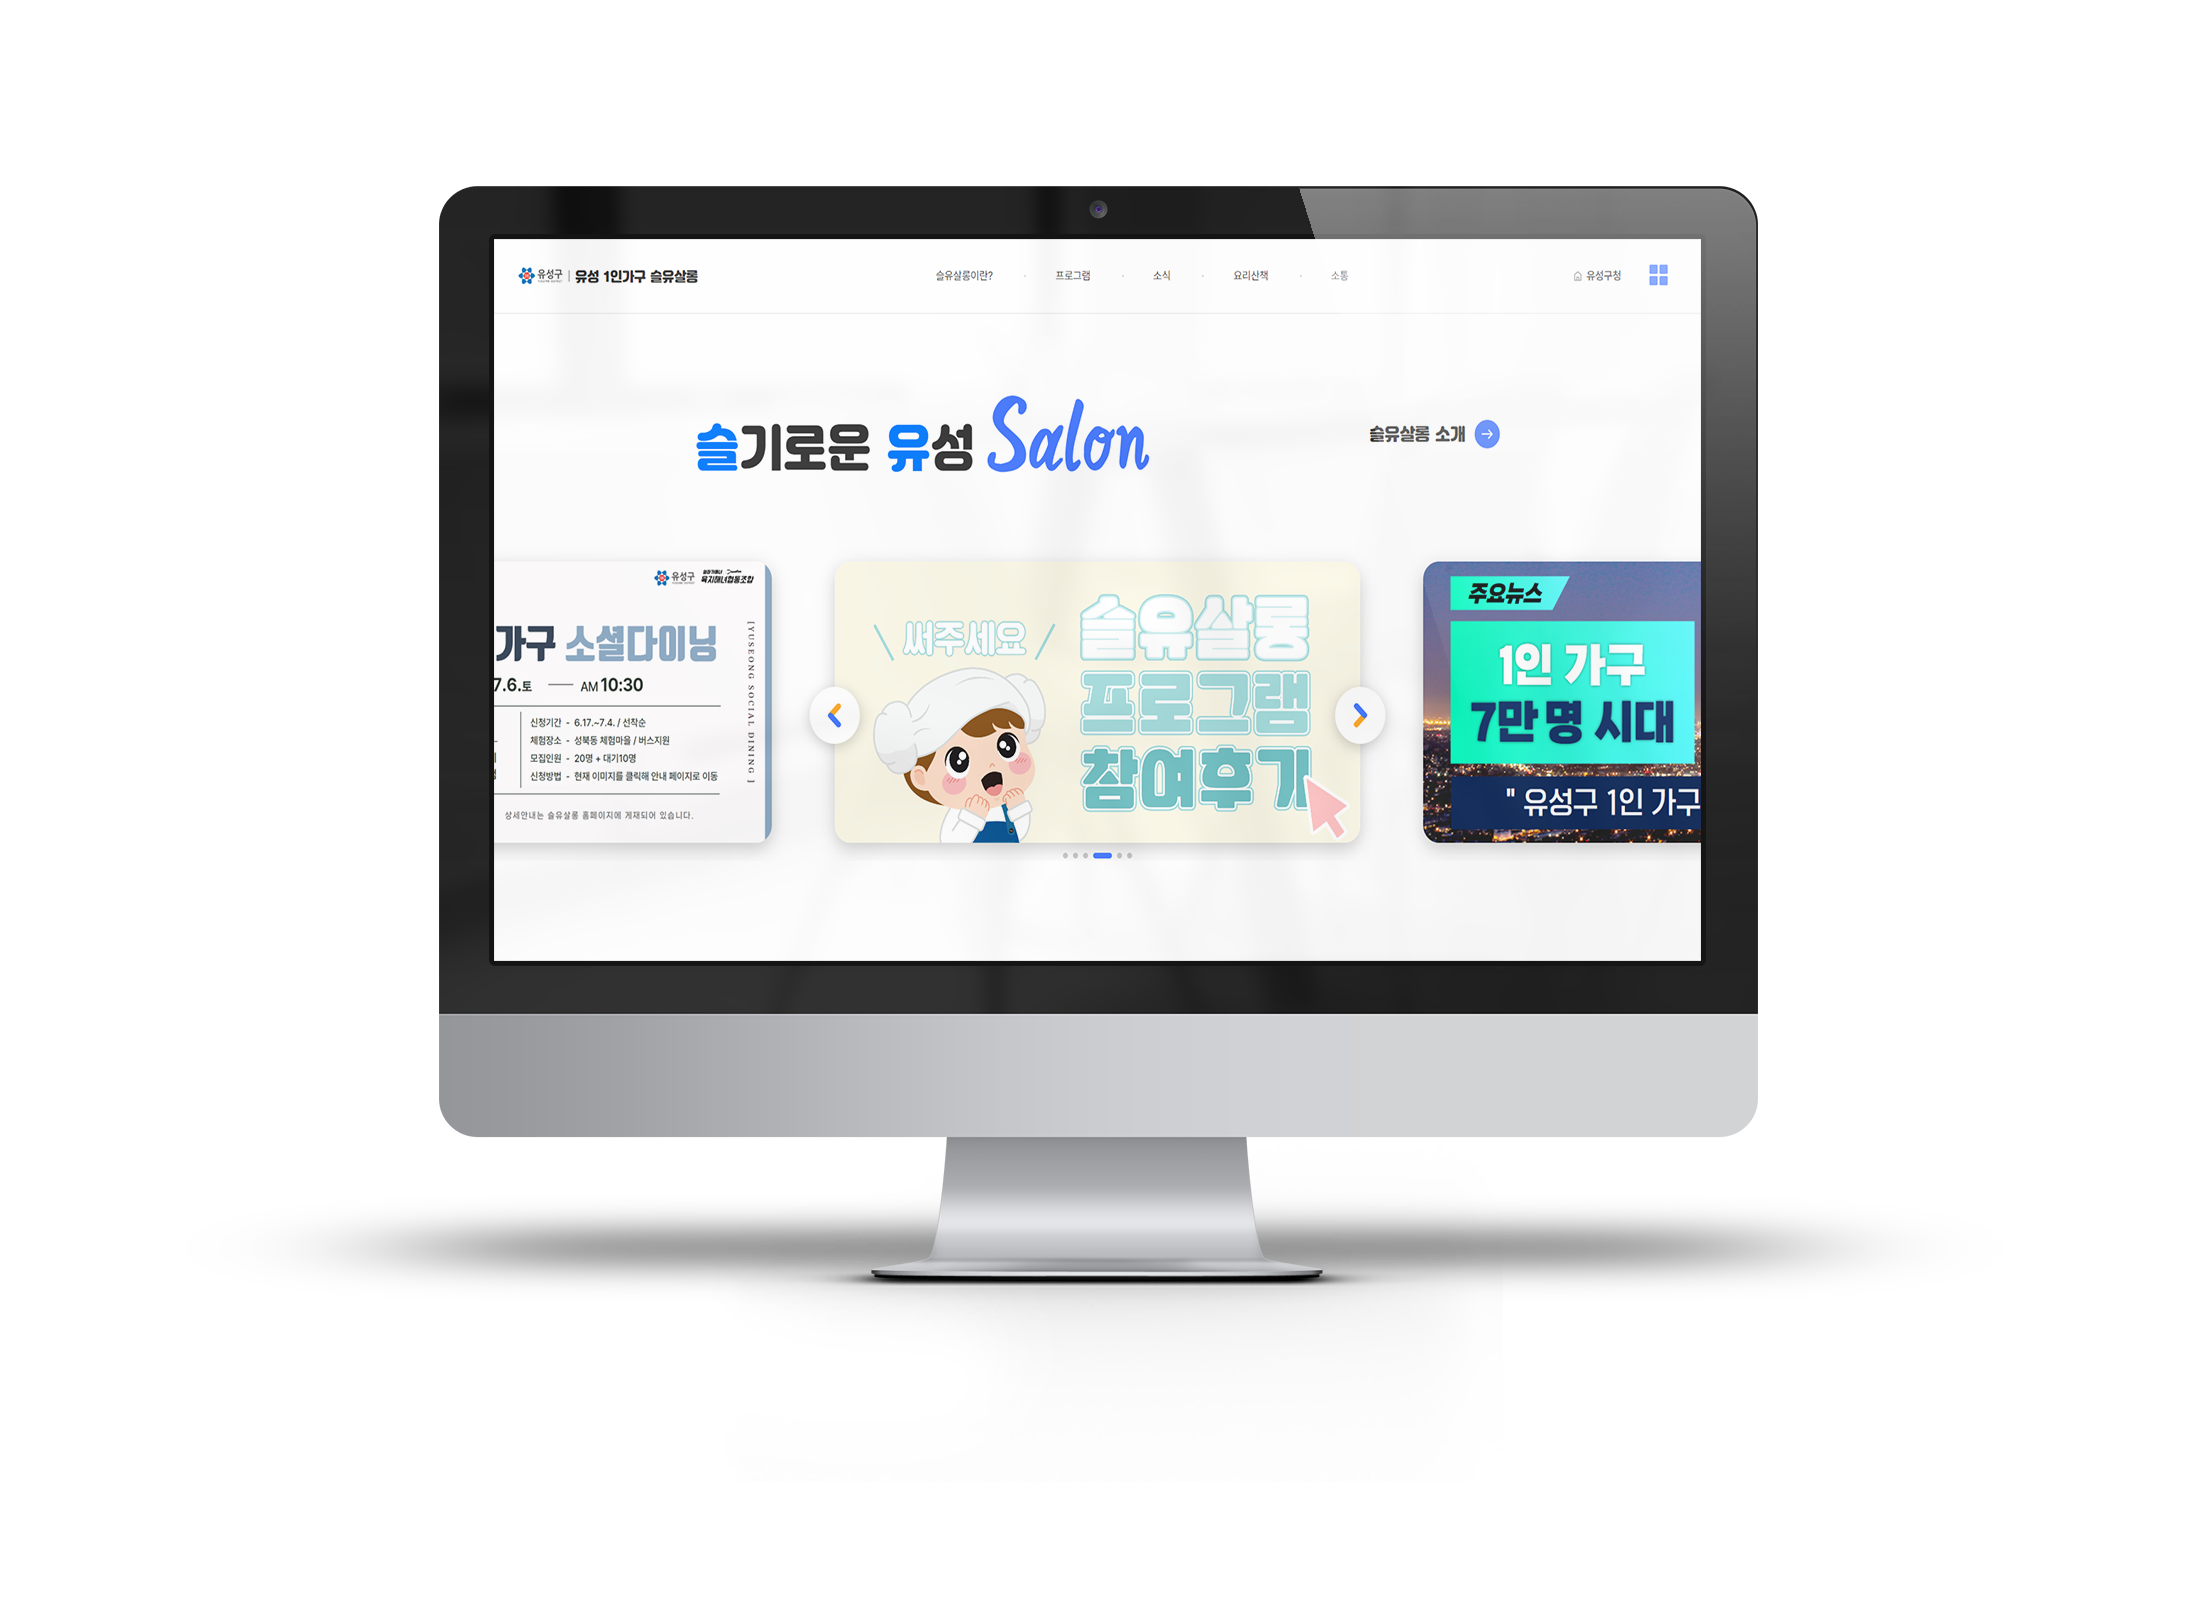 유성구 | 유성 1인가구 슬유살롱
슬유살롱이란? · 프로그램 · 소식 · 요리산책 · 소통
유성구청
슬기로운 유성 Salon
슬유살롱 소개
유성구
육지해녀협동조합
가구 소셜다이닝
7.6.토 — AM 10:30
신청기간 - 6.17.~7.4. / 선착순
체험장소 - 성북동 체험마을 / 버스지원
모집인원 - 20명 + 대기10명
신청방법 - 현재 이미지를 클릭해 안내 페이지로 이동
상세안내는 슬유살롱 홈페이지에 게재되어 있습니다.
[YUSEONG SOCIAL DINING]
\ 써주세요 /
슬유살롱
프로그램
참여후기
주요뉴스
1인 가구
7만 명 시대
" 유성구 1인 가구